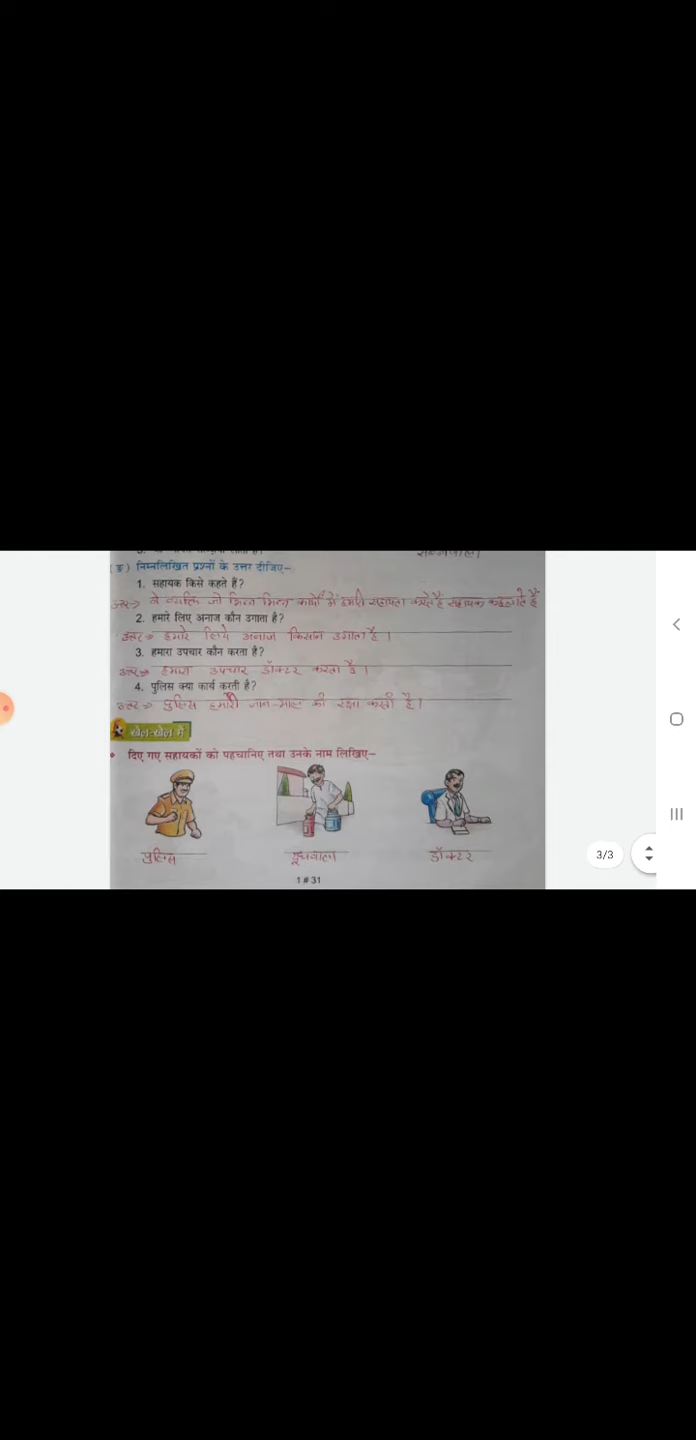 (ङ) निम्नलिखित प्रश्नों के उत्तर दीजिए–
1. सहायक किसे कहते हैं?
उत्तर⇒ वे व्यक्ति जो भिन्न भिन्न कार्यों में हमारी सहायता करते हैं सहायक कहलाते हैं
2. हमारे लिए अनाज कौन उगाता है?
उत्तर⇒ हमारे लिये अनाज किसान उगाता है।
3. हमारा उपचार कौन करता है?
उत्तर⇒ हमारा उपचार डॉक्टर करता है।
4. पुलिस क्या कार्य करती है?
उत्तर⇒ पुलिस हमारी जान-माल की रक्षा करती है।
खेल-खेल में
• दिए गए सहायकों को पहचानिए तथा उनके नाम लिखिए–
पुलिस दूधवाला डॉक्टर
3/3
1#31